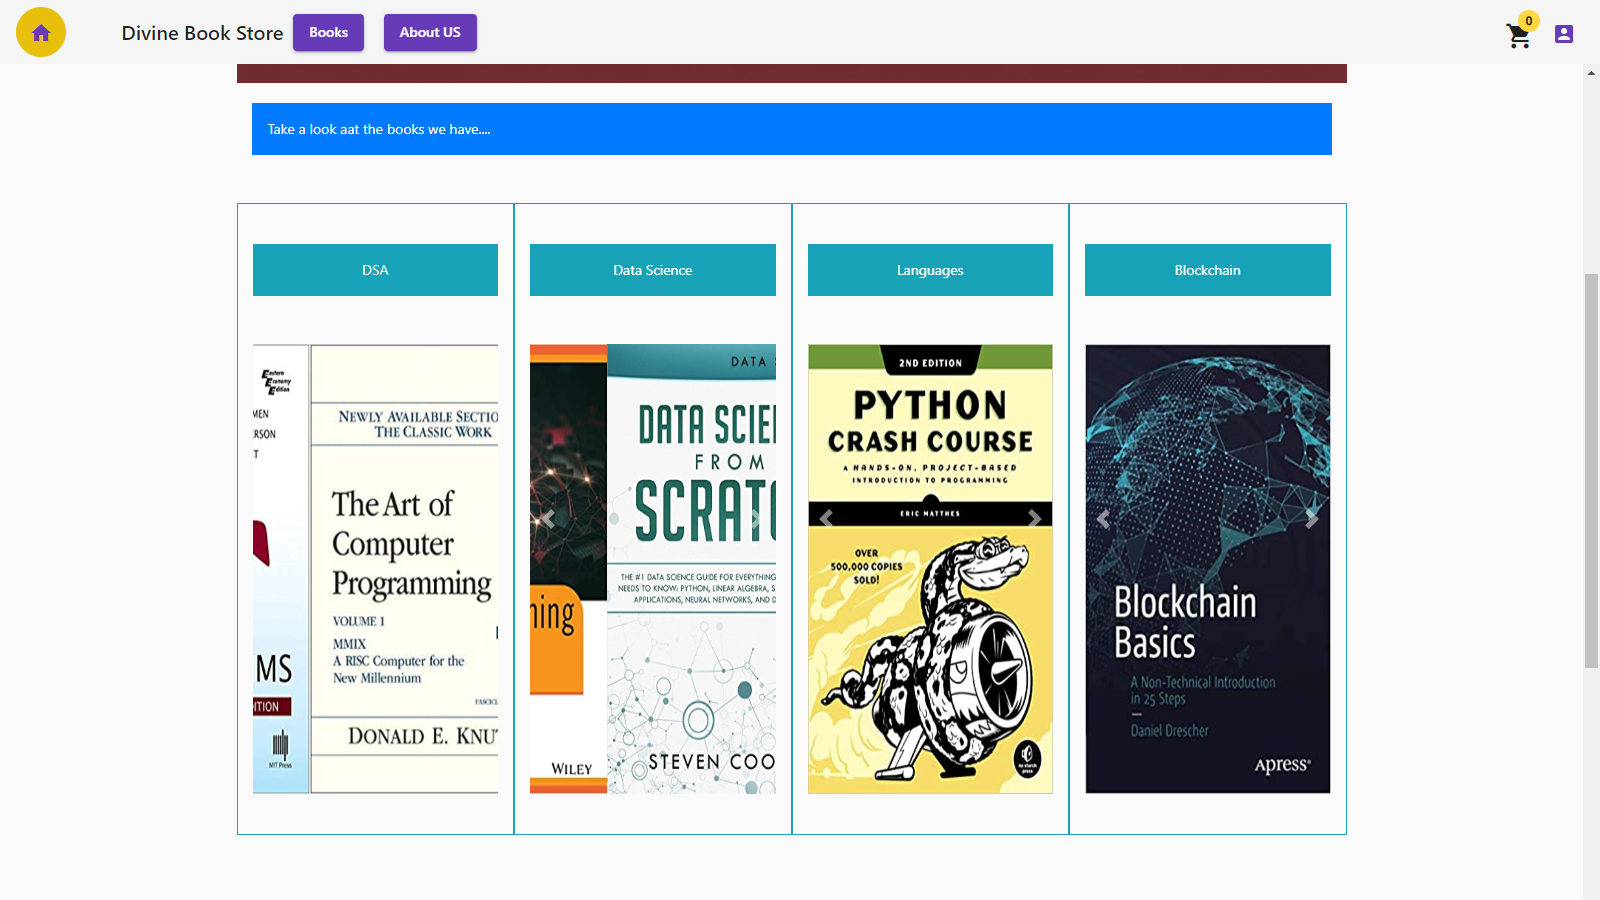 Divine Book Store
Books
About US
0
Take a look aat the books we have....
DSA
Data Science
Languages
Blockchain
Eastern
Economy
Edition
MEN
RSON
T
MS
DITION
MIT Press
NEWLY AVAILABLE SECTIO
THE CLASSIC WORK
The Art of
Computer
Programming
VOLUME 1
MMIX
A RISC Computer for the
New Millennium
FASCIC
DONALD E. KNUT
ning
WILEY
DATA S
DATA SCIEN
FROM
SCRATC
THE #1 DATA SCIENCE GUIDE FOR EVERYTHING
NEEDS TO KNOW: PYTHON, LINEAR ALGEBRA, S
APPLICATIONS, NEURAL NETWORKS, AND D
STEVEN COO
2ND EDITION
PYTHON
CRASH COURSE
A HANDS-ON, PROJECT-BASED
INTRODUCTION TO PROGRAMMING
ERIC MATTHES
OVER
500,000 COPIES
SOLD!
no starch
press
Blockchain
Basics
A Non-Technical Introduction
in 25 Steps
Daniel Drescher
Apress®